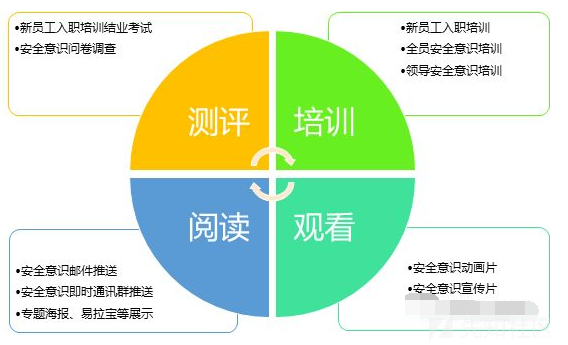 •新员工入职培训结业考试
•安全意识问卷调查
•新员工入职培训
•全员安全意识培训
•领导安全意识培训
测评
培训
阅读
观看
•安全意识邮件推送
•安全意识即时通讯群推送
•专题海报、易拉宝等展示
•安全意识动画片
•安全意识宣传片